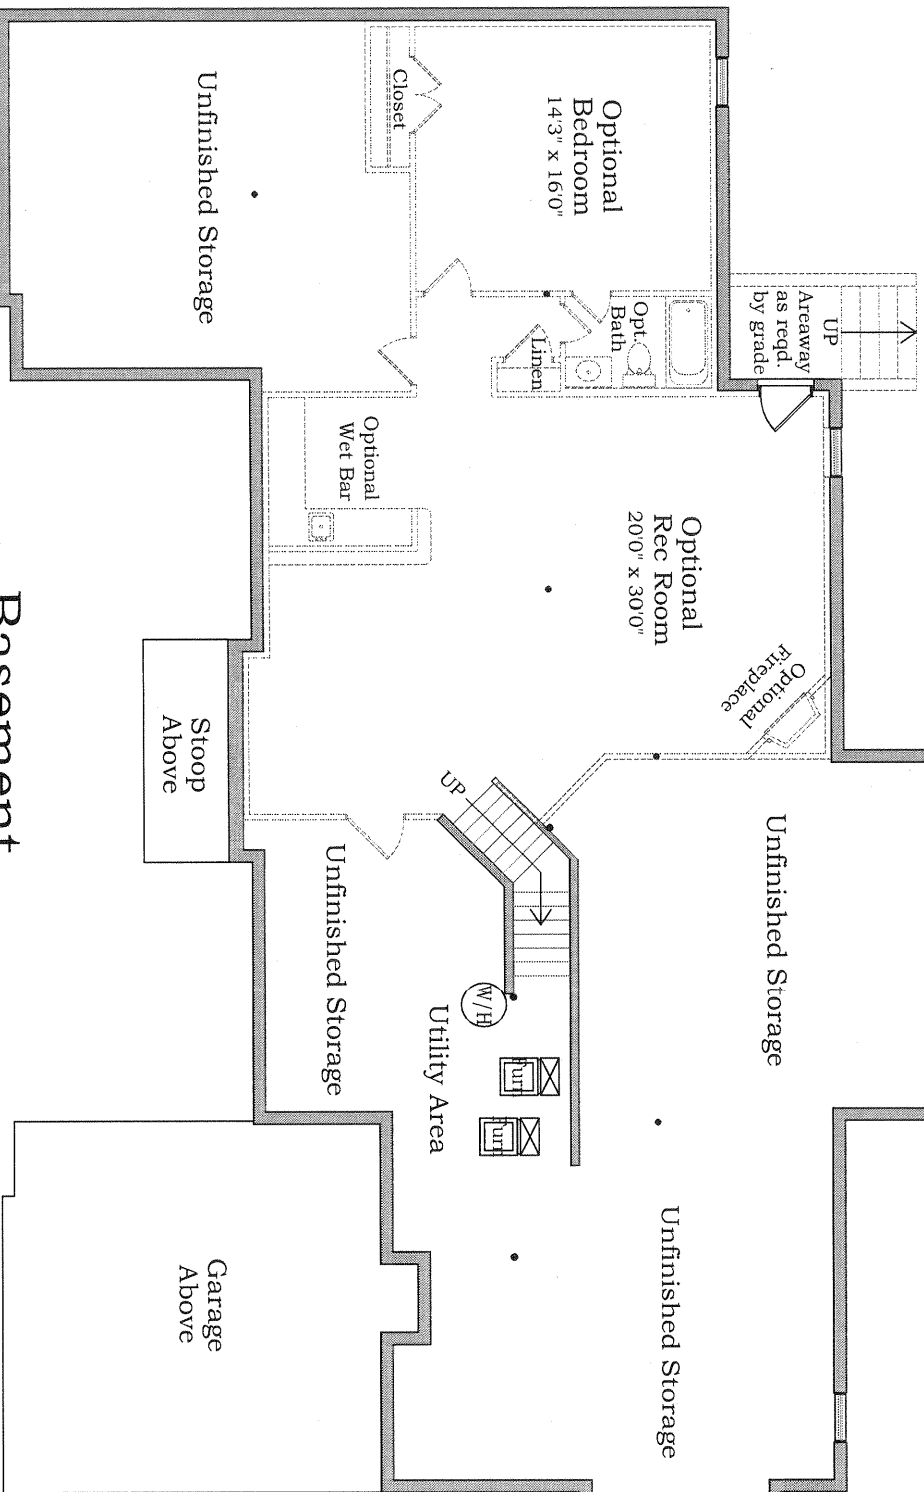 Unfinished Storage
Closet
Optional
Bedroom
14'3" x 16'0"
Areaway
as reqd.
by grade
UP
Opt.
Bath
Linen
Optional
Wet Bar
Optional
Rec Room
20'0" x 30'0"
Optional
Fireplace
Stoop
Above
UP
Unfinished Storage
Unfinished Storage
W/H
Utility Area
Furn
Furn
Unfinished Storage
Garage
Above
Basement